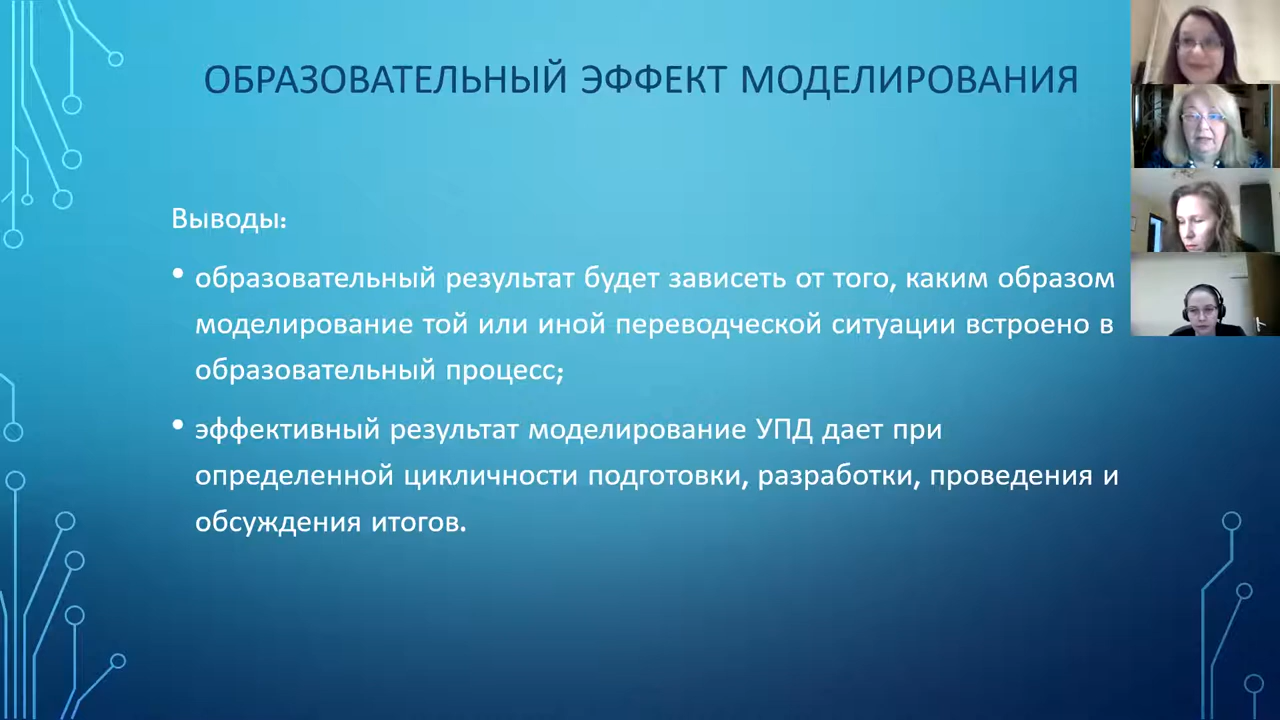 ОБРАЗОВАТЕЛЬНЫЙ ЭФФЕКТ МОДЕЛИРОВАНИЯ
Выводы:
• образовательный результат будет зависеть от того, каким образом
моделирование той или иной переводческой ситуации встроено в
образовательный процесс;
• эффективный результат моделирование УПД дает при
определенной цикличности подготовки, разработки, проведения и
обсуждения итогов.